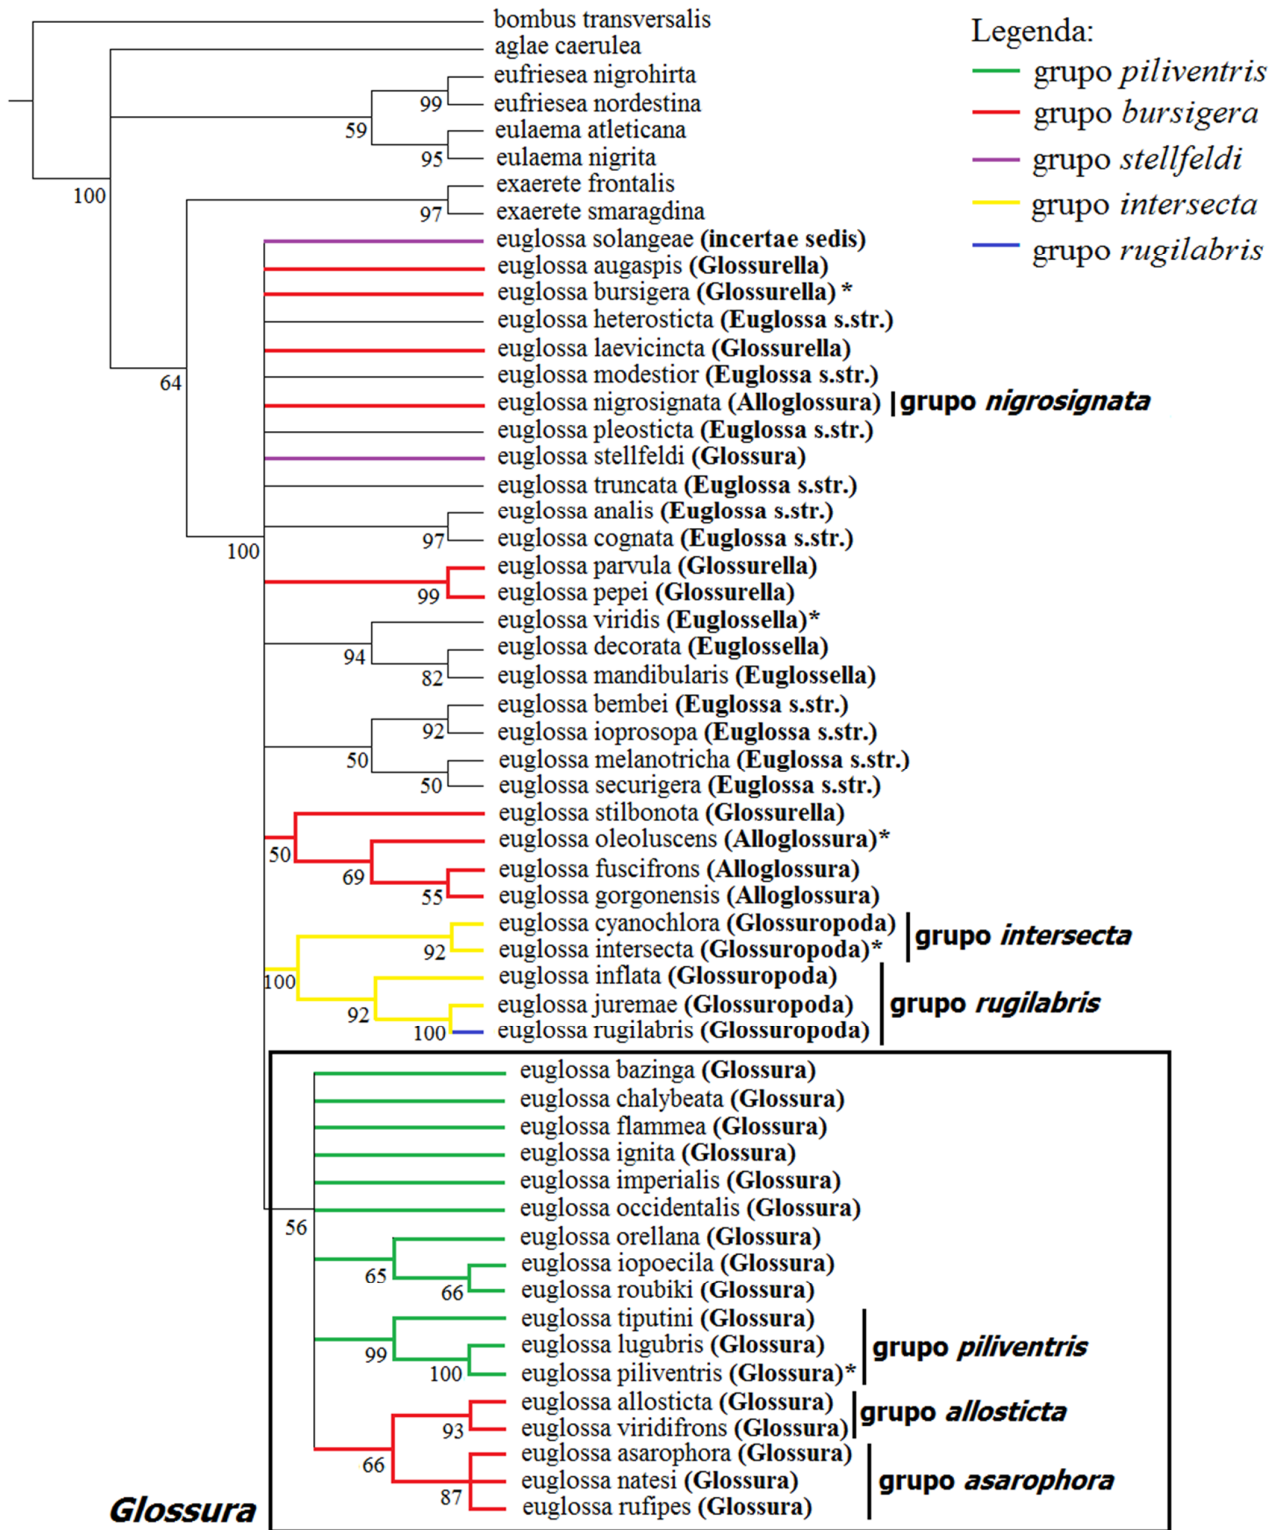 bombus transversalis
aglae caerulea
eufriesea nigrohirta
99
eufriesea nordestina
59
eulaema atleticana
95
eulaema nigrita
100
exaerete frontalis
97
exaerete smaragdina
64
euglossa solangeae (incertae sedis)
euglossa augaspis (Glossurella)
euglossa bursigera (Glossurella) *
euglossa heterosticta (Euglossa s.str.)
euglossa laevicincta (Glossurella)
euglossa modestior (Euglossa s.str.)
euglossa nigrosignata (Alloglossura) grupo nigrosignata
euglossa pleosticta (Euglossa s.str.)
euglossa stellfeldi (Glossura)
euglossa truncata (Euglossa s.str.)
euglossa analis (Euglossa s.str.)
97
euglossa cognata (Euglossa s.str.)
100
euglossa parvula (Glossurella)
99
euglossa pepei (Glossurella)
euglossa viridis (Euglossella)*
94
euglossa decorata (Euglossella)
82
euglossa mandibularis (Euglossella)
euglossa bembei (Euglossa s.str.)
92
euglossa ioprosopa (Euglossa s.str.)
50
euglossa melanotricha (Euglossa s.str.)
50
euglossa securigera (Euglossa s.str.)
euglossa stilbonota (Glossurella)
50
euglossa oleoluscens (Alloglossura)*
69
euglossa fuscifrons (Alloglossura)
55
euglossa gorgonensis (Alloglossura)
euglossa cyanochlora (Glossuropoda)
92
euglossa intersecta (Glossuropoda)*
grupo intersecta
100
euglossa inflata (Glossuropoda)
92
euglossa juremae (Glossuropoda)
100
euglossa rugilabris (Glossuropoda)
grupo rugilabris
euglossa bazinga (Glossura)
euglossa chalybeata (Glossura)
euglossa flammea (Glossura)
euglossa ignita (Glossura)
euglossa imperialis (Glossura)
euglossa occidentalis (Glossura)
56
euglossa orellana (Glossura)
65
euglossa iopoecila (Glossura)
66
euglossa roubiki (Glossura)
euglossa tiputini (Glossura)
99
euglossa lugubris (Glossura)
100
euglossa piliventris (Glossura)*
grupo piliventris
euglossa allosticta (Glossura)
93
euglossa viridifrons (Glossura)
grupo allosticta
66
euglossa asarophora (Glossura)
euglossa natesi (Glossura)
87
euglossa rufipes (Glossura)
grupo asarophora
Glossura
Legenda:
grupo piliventris
grupo bursigera
grupo stellfeldi
grupo intersecta
grupo rugilabris